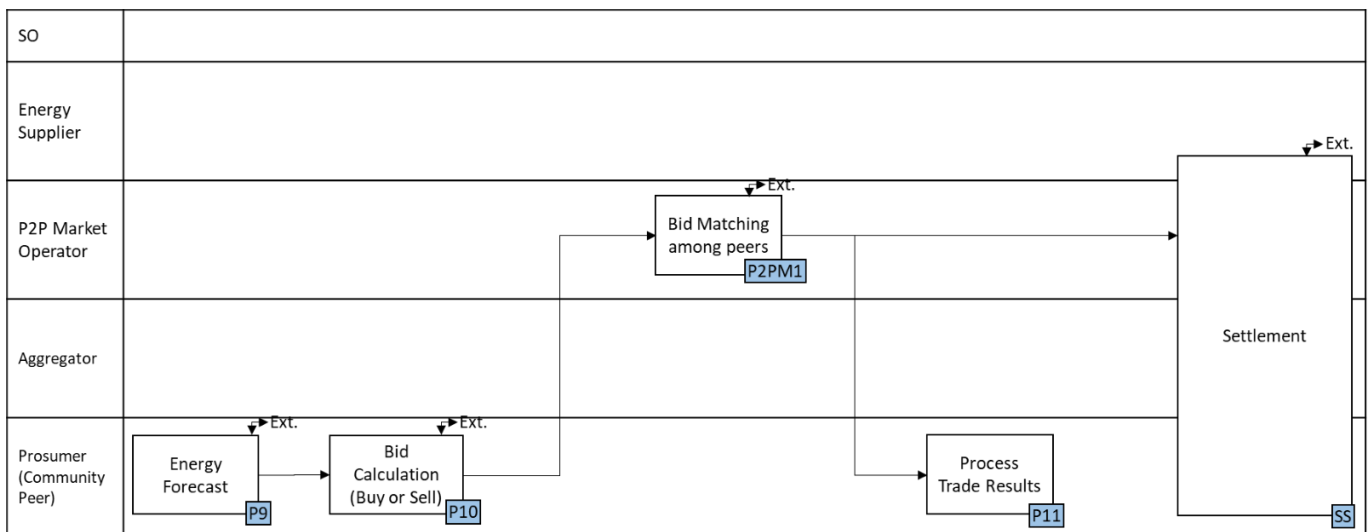 SO
Energy
Supplier
Ext.
P2P Market
Operator
Ext.
Bid Matching
among peers
P2PM1
Aggregator
Settlement
SS
Prosumer
(Community
Peer)
Ext.
Energy
Forecast
P9
Ext.
Bid
Calculation
(Buy or Sell)
P10
Process
Trade Results
P11